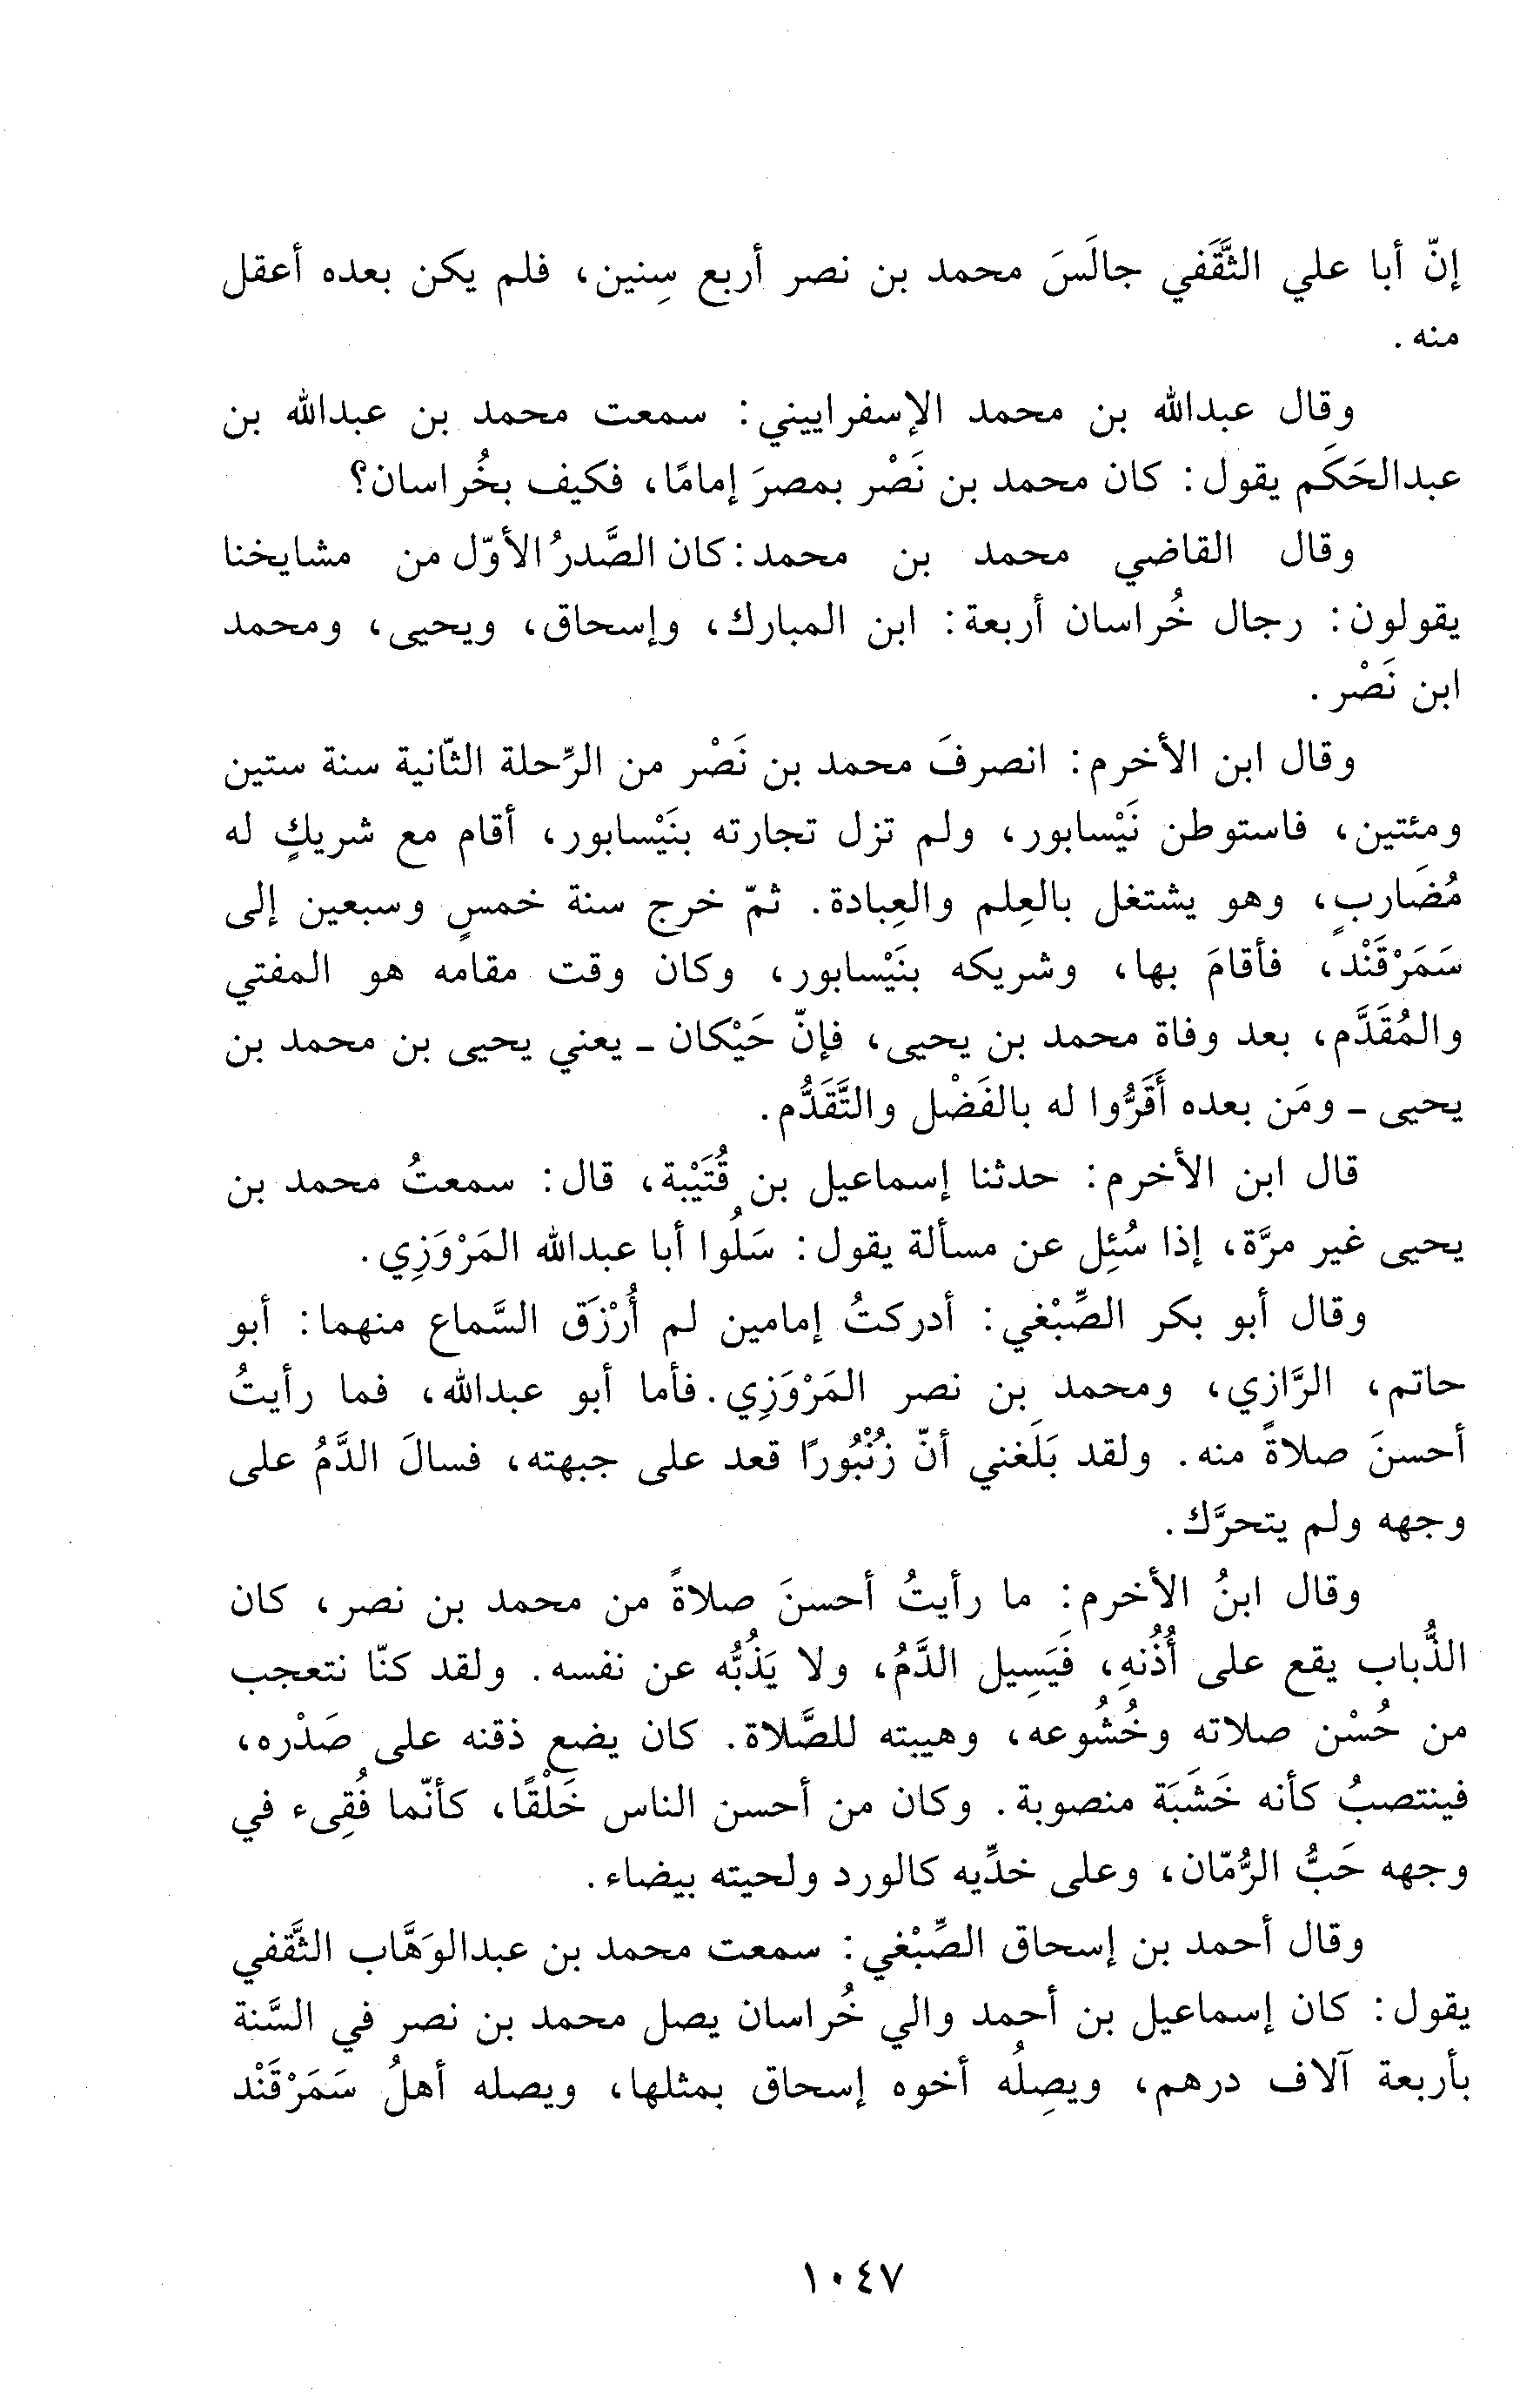 إنّ أبا علي الثَّقَفي جالَسَ محمد بن نصر أربع سِنين، فلم يكن بعده أعقل
منه.
وقال عبدالله بن محمد الإسفراييني: سمعت محمد بن عبدالله بن
عبدالحَكَم يقول: كان محمد بن نَصْر بمصرَ إمامًا، فكيف بخُراسان؟
وقال القاضي محمد بن محمد: كان الصَّدرُ الأوّل من مشايخنا
يقولون: رجال خُراسان أربعة: ابن المبارك، وإسحاق، ويحيى، ومحمد
ابن نَصْر.
وقال ابن الأخرم: انصرفَ محمد بن نَصْر من الرِّحلة الثّانية سنة ستين
ومئتين، فاستوطن نَيْسابور، ولم تزل تجارته بنَيْسابور، أقام مع شريكٍ له
مُضَاربٍ، وهو يشتغل بالعِلم والعِبادة. ثمّ خرج سنة خمسٍ وسبعين إلى
سَمَرْقَنْد، فأقامَ بها، وشريكه بنَيْسابور، وكان وقت مقامه هو المفتي
والمُقَدَّم، بعد وفاة محمد بن يحيى، فإنّ حَيْكان ـ يعني يحيى بن محمد بن
يحيى ـ ومَن بعده أَقَرُّوا له بالفَضْل والتَّقَدُّم.
قال ابن الأخرم: حدثنا إسماعيل بن قُتَيْبة، قال: سمعتُ محمد بن
يحيى غير مرَّة، إذا سُئِل عن مسألة يقول: سَلُوا أبا عبدالله المَرْوَزِي.
وقال أبو بكر الصِّبْغي: أدركتُ إمامين لم أُرْزَق السَّماع منهما: أبو
حاتم، الرَّازي، ومحمد بن نصر المَرْوَزِي. فأما أبو عبدالله، فما رأيتُ
أحسنَ صلاةً منه. ولقد بَلَغني أنّ زُنْبُورًا قعد على جبهته، فسالَ الدَّمُ على
وجهه ولم يتحرَّك.
وقال ابنُ الأخرم: ما رأيتُ أحسنَ صلاةً من محمد بن نصر، كان
الذُّباب يقع على أُذُنهِ، فَيَسِيل الدَّمُ، ولا يَذُبُّه عن نفسه. ولقد كنّا نتعجب
من حُسْن صلاته وخُشُوعه، وهيبته للصَّلاة. كان يضع ذقنه على صَدْره،
فينتصبُ كأنه خَشَبَة منصوبة. وكان من أحسن الناس خَلْقًا، كأنّما فُقِىء في
وجهه حَبُّ الرُّمّان، وعلى خدِّيه كالورد ولحيته بيضاء.
وقال أحمد بن إسحاق الصِّبْغي: سمعت محمد بن عبدالوَهَّاب الثَّقفي
يقول: كان إسماعيل بن أحمد والي خُراسان يصل محمد بن نصر في السَّنة
بأربعة آلاف درهم، ويصِلُه أخوه إسحاق بمثلها، ويصله أهلُ سَمَرْقَنْد
١٠٤٧